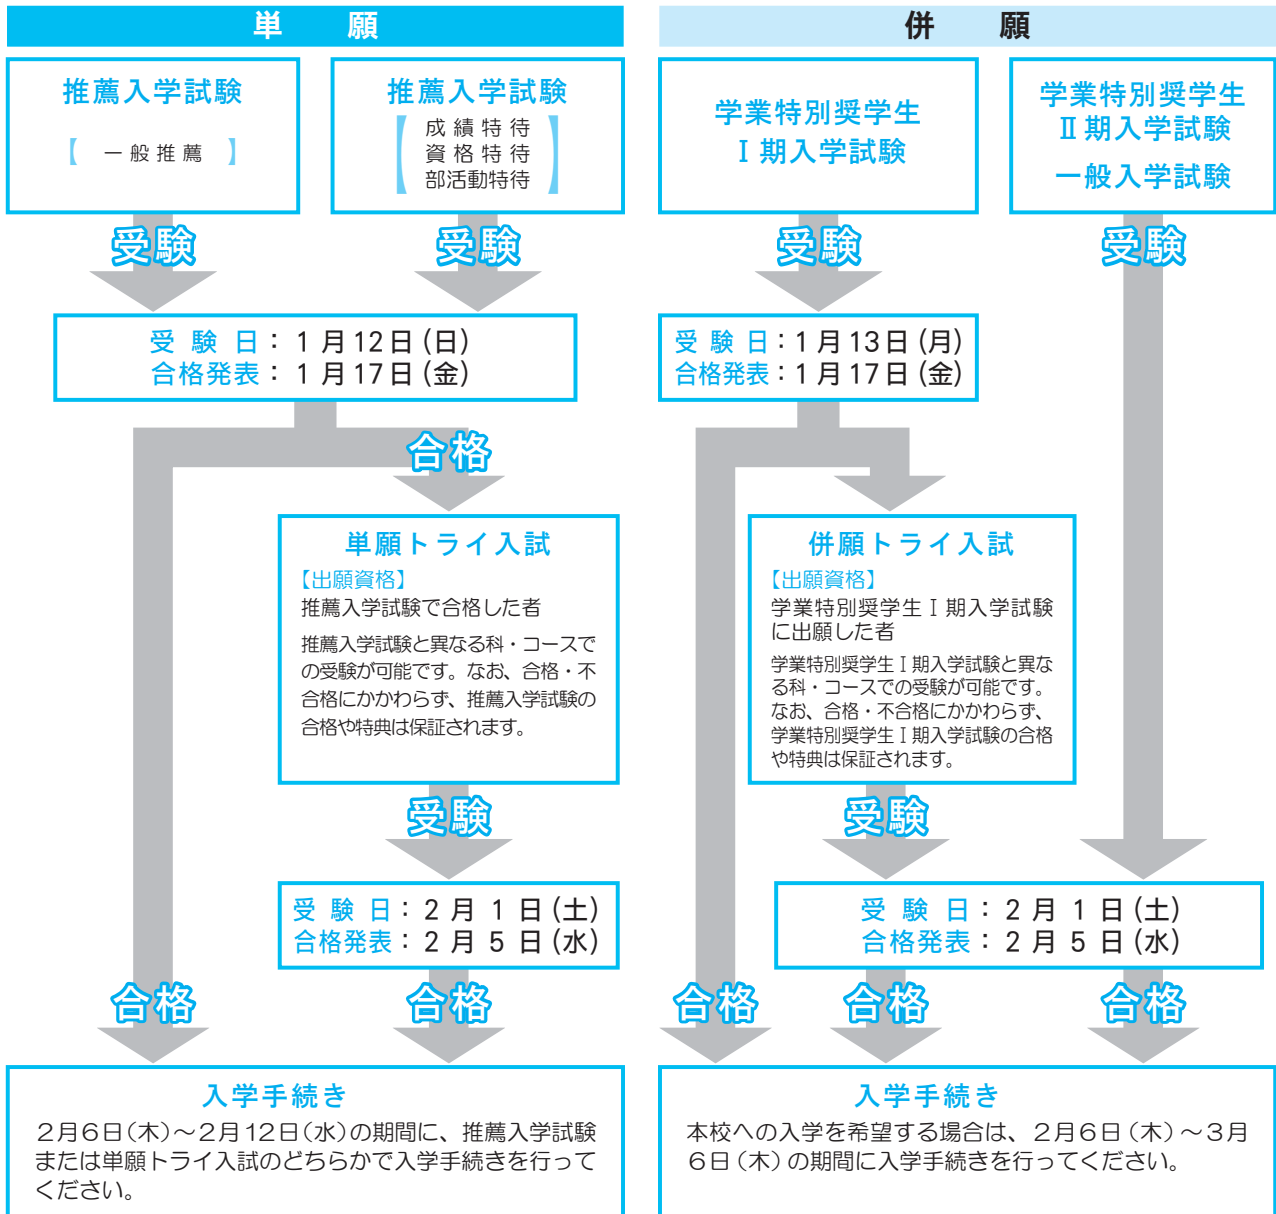 単願
推薦入学試験
【 一般推薦 】
受験
推薦入学試験
【 成績特待
資格特待
部活動特待 】
受験
受験日：1月12日(日)
合格発表：1月17日(金)
合格
単願トライ入試
【出願資格】
推薦入学試験で合格した者
推薦入学試験と異なる科・コースで
の受験が可能です。なお、合格・不
合格にかかわらず、推薦入学試験の
合格や特典は保証されます。
受験
受験日：2月1日(土)
合格発表：2月5日(水)
合格
合格
入学手続き
２月６日(木)～２月12日(水)の期間に、推薦入学試験
または単願トライ入試のどちらかで入学手続きを行って
ください。
併願
学業特別奨学生
Ⅰ期入学試験
受験
学業特別奨学生
Ⅱ期入学試験
一般入学試験
受験
受験日：1月13日(月)
合格発表：1月17日(金)
併願トライ入試
【出願資格】
学業特別奨学生Ⅰ期入学試験
に出願した者
学業特別奨学生Ⅰ期入学試験と異な
る科・コースでの受験が可能です。
なお、合格・不合格にかかわらず、
学業特別奨学生Ⅰ期入学試験の合格
や特典は保証されます。
受験
受験日：2月1日(土)
合格発表：2月5日(水)
合格
合格
合格
入学手続き
本校への入学を希望する場合は、２月６日(木)～３月
６日(木)の期間に入学手続きを行ってください。